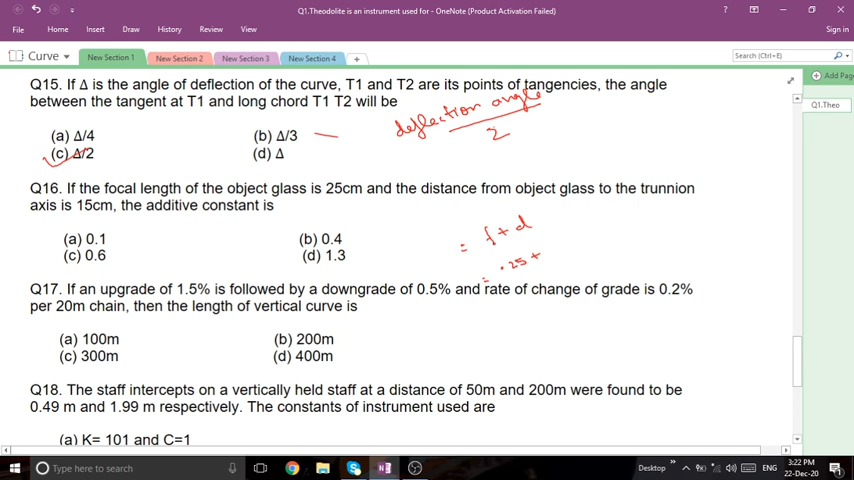 Q1.Theodolite is an instrument used for - OneNote (Product Activation Failed)
File Home Insert Draw History Review View Sign in
Curve New Section 1 New Section 2 New Section 3 New Section 4 + Search (Ctrl+E)
Add Page
Q1.Theo
Q15. If Δ is the angle of deflection of the curve, T1 and T2 are its points of tangencies, the angle
between the tangent at T1 and long chord T1 T2 will be
deflection angle
2
(a) Δ/4 (b) Δ/3
(c) Δ/2 (d) Δ
Q16. If the focal length of the object glass is 25cm and the distance from object glass to the trunnion
axis is 15cm, the additive constant is
(a) 0.1 (b) 0.4
(c) 0.6 (d) 1.3
= f + d
= .25 +
Q17. If an upgrade of 1.5% is followed by a downgrade of 0.5% and rate of change of grade is 0.2%
per 20m chain, then the length of vertical curve is
(a) 100m (b) 200m
(c) 300m (d) 400m
Q18. The staff intercepts on a vertically held staff at a distance of 50m and 200m were found to be
0.49 m and 1.99 m respectively. The constants of instrument used are
(a) K= 101 and C=1
Type here to search Desktop ENG 3:22 PM
22-Dec-20